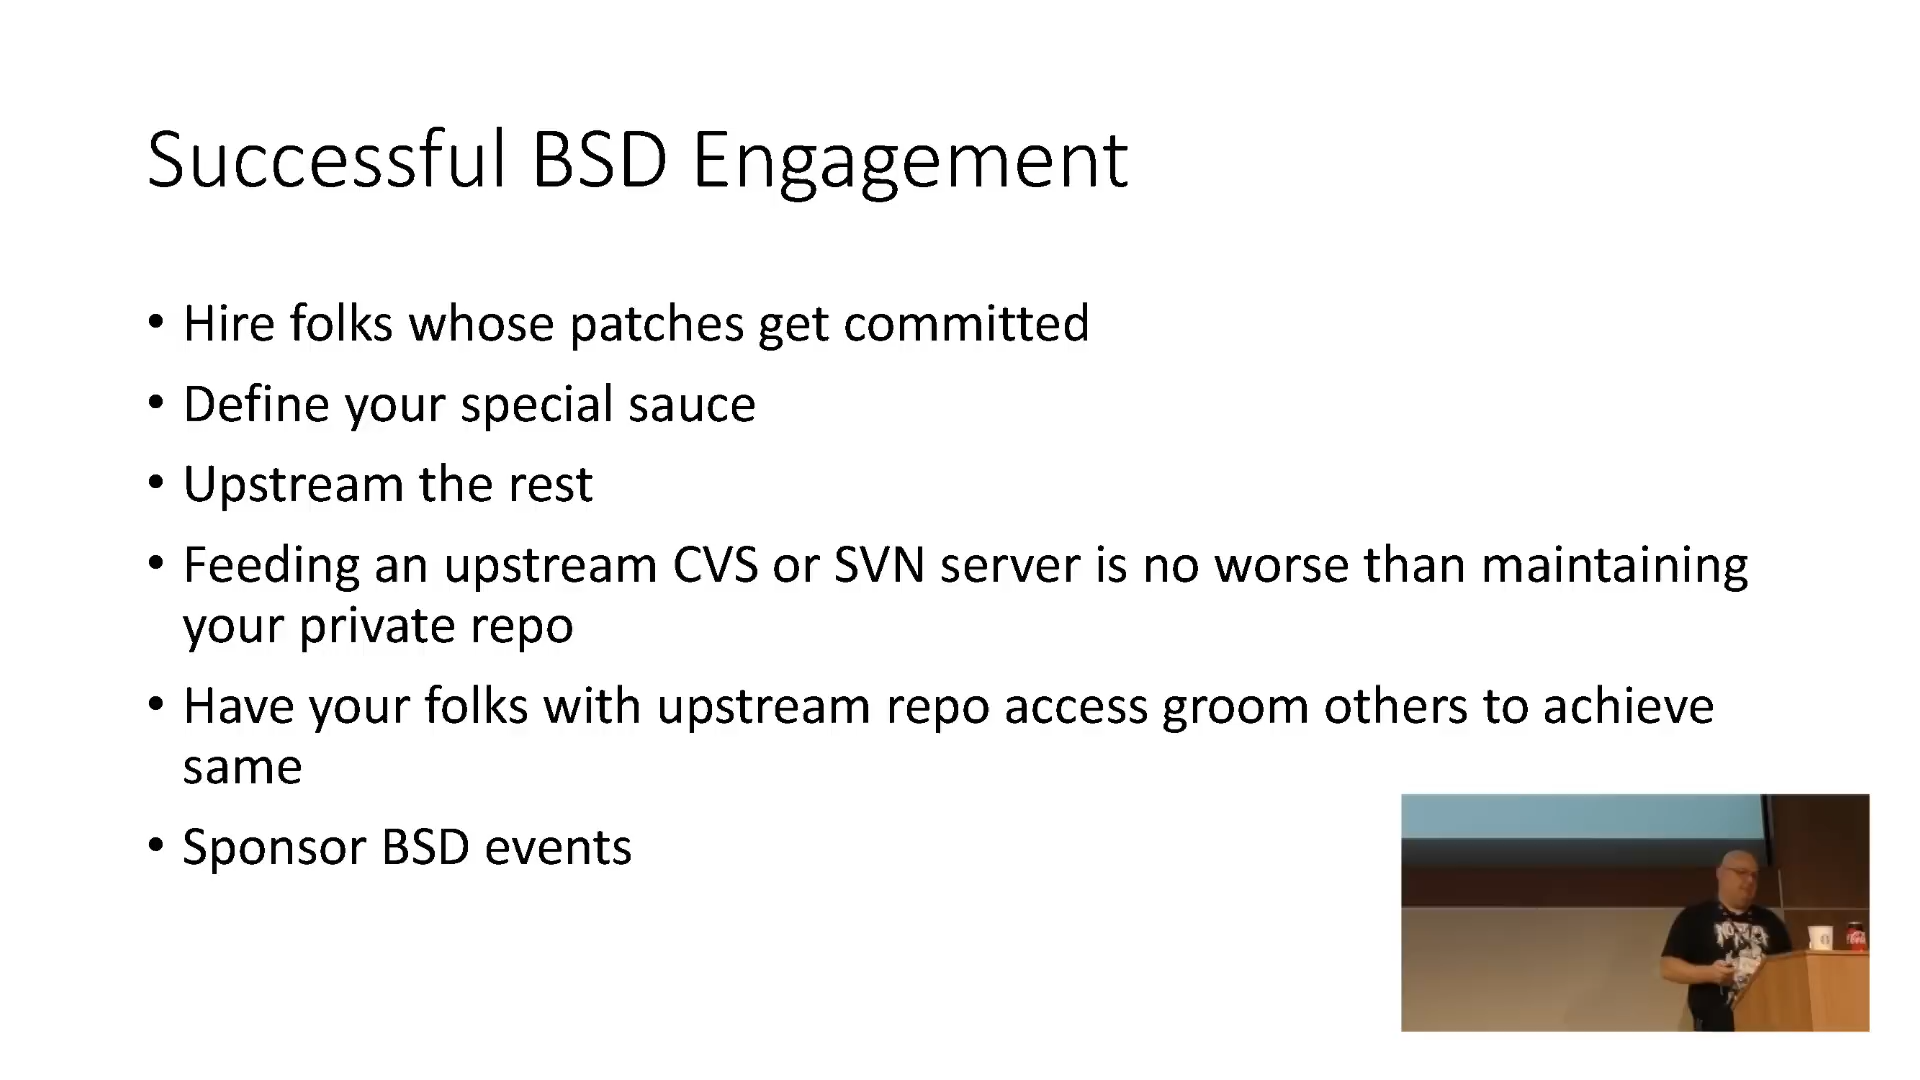 Successful BSD Engagement
• Hire folks whose patches get committed
• Define your special sauce
• Upstream the rest
• Feeding an upstream CVS or SVN server is no worse than maintaining
your private repo
• Have your folks with upstream repo access groom others to achieve
same
• Sponsor BSD events